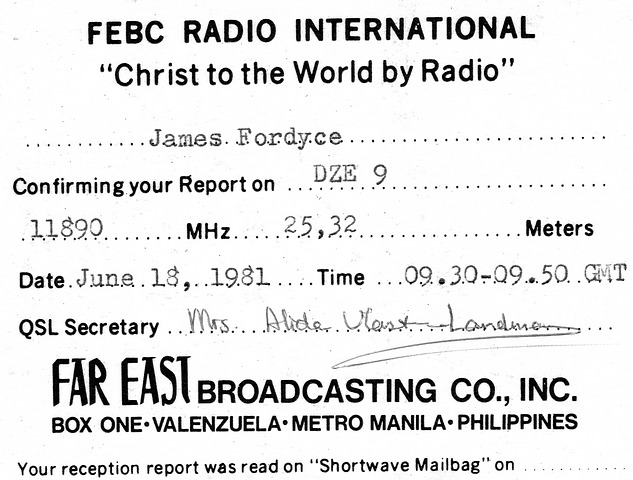 FEBC RADIO INTERNATIONAL
"Christ to the World by Radio"
James Fordyce
Confirming your Report on DZE 9
11890 MHz 25,32 Meters
Date June 18, 1981 Time 09.30-09.50 GMT
QSL Secretary Mrs. Alida Landman
FAR EAST BROADCASTING CO., INC.
BOX ONE•VALENZUELA•METRO MANILA•PHILIPPINES
Your reception report was read on "Shortwave Mailbag" on